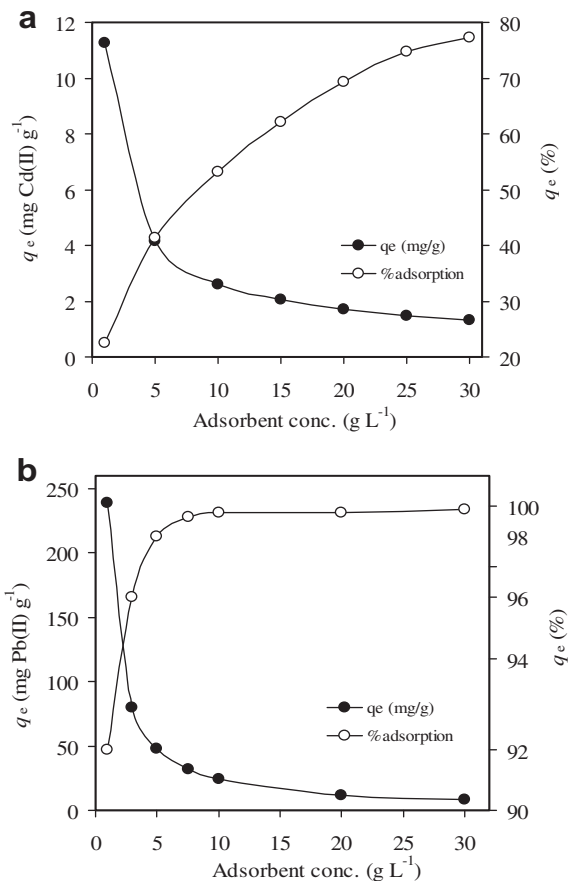 a
12
10
8
6
4
2
0
q e (mg Cd(II) g-1)
80
70
60
50
40
30
20
q e (%)
qe (mg/g)
%adsorption
0 5 10 15 20 25 30
Adsorbent conc. (g L-1)
b
250
200
150
100
50
0
q e (mg Pb(II) g-1)
100
98
96
94
92
90
q e (%)
qe (mg/g)
%adsorption
0 5 10 15 20 25 30
Adsorbent conc. (g L-1)